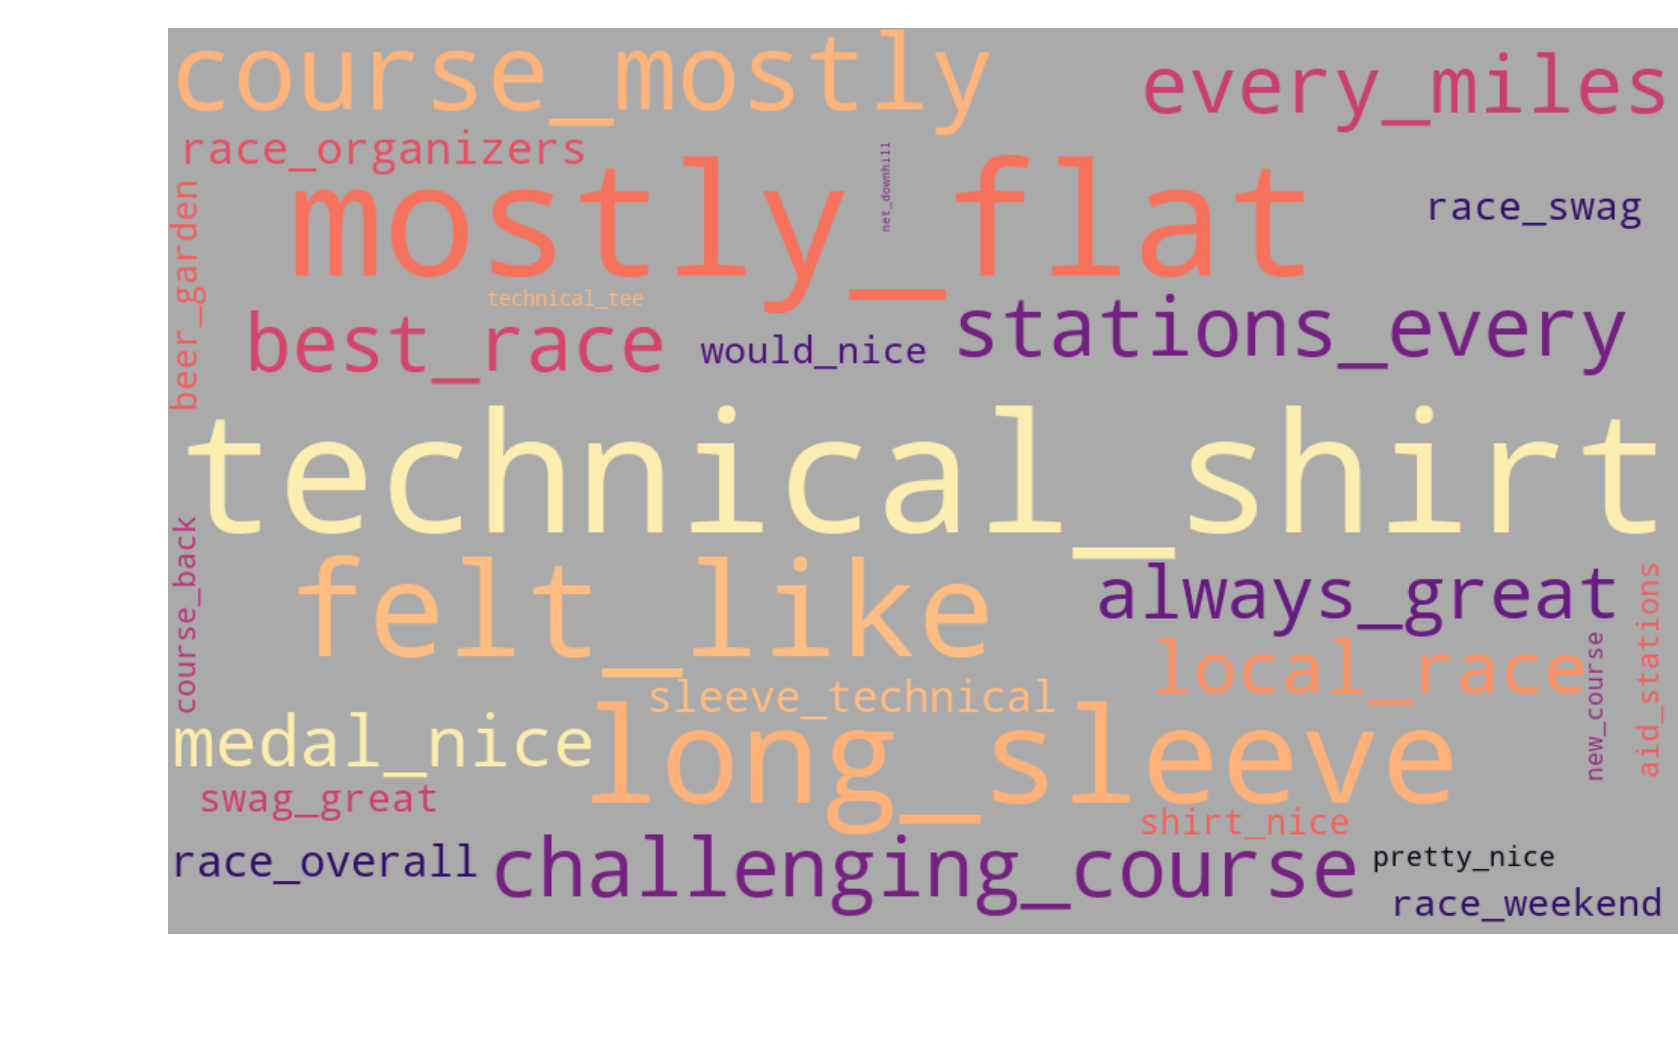 course_mostly
every_miles
race_organizers
net_downhill
mostly_flat
race_swag
beer_garden
technical_tee
best_race
would_nice
stations_every
technical_shirt
course_back
felt_like
always_great
aid_stations
local_race
new_course
sleeve_technical
medal_nice
long_sleeve
swag_great
shirt_nice
race_overall
challenging_course
pretty_nice
race_weekend